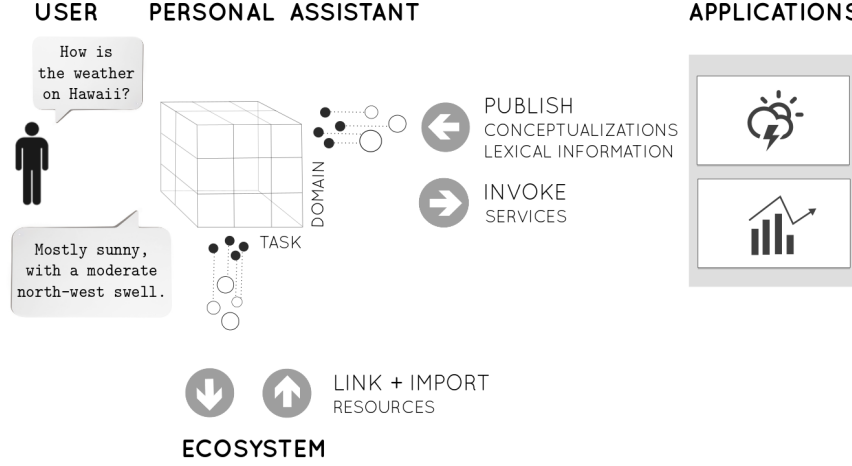 USER
PERSONAL ASSISTANT
APPLICATIONS
How is
the weather
on Hawaii?
PUBLISH
CONCEPTUALIZATIONS
LEXICAL INFORMATION
DOMAIN
INVOKE
SERVICES
TASK
Mostly sunny,
with a moderate
north-west swell.
LINK + IMPORT
RESOURCES
ECOSYSTEM